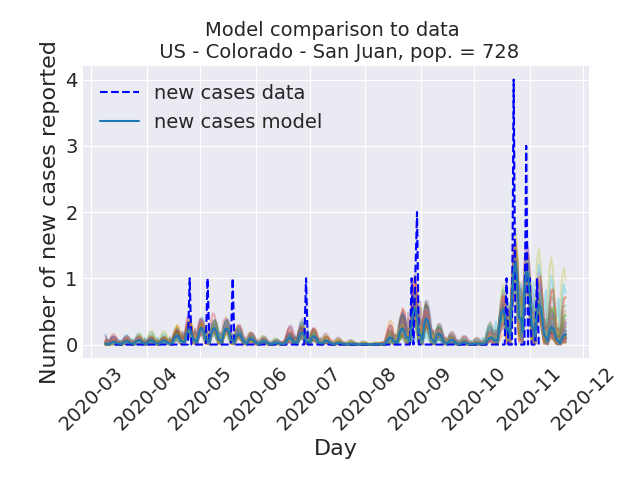 Model comparison to data
US - Colorado - San Juan, pop. = 728
new cases data
new cases model
Number of new cases reported
4
3
2
1
0
2020-03
2020-04
2020-05
2020-06
2020-07
2020-08
2020-09
2020-10
2020-11
2020-12
Day